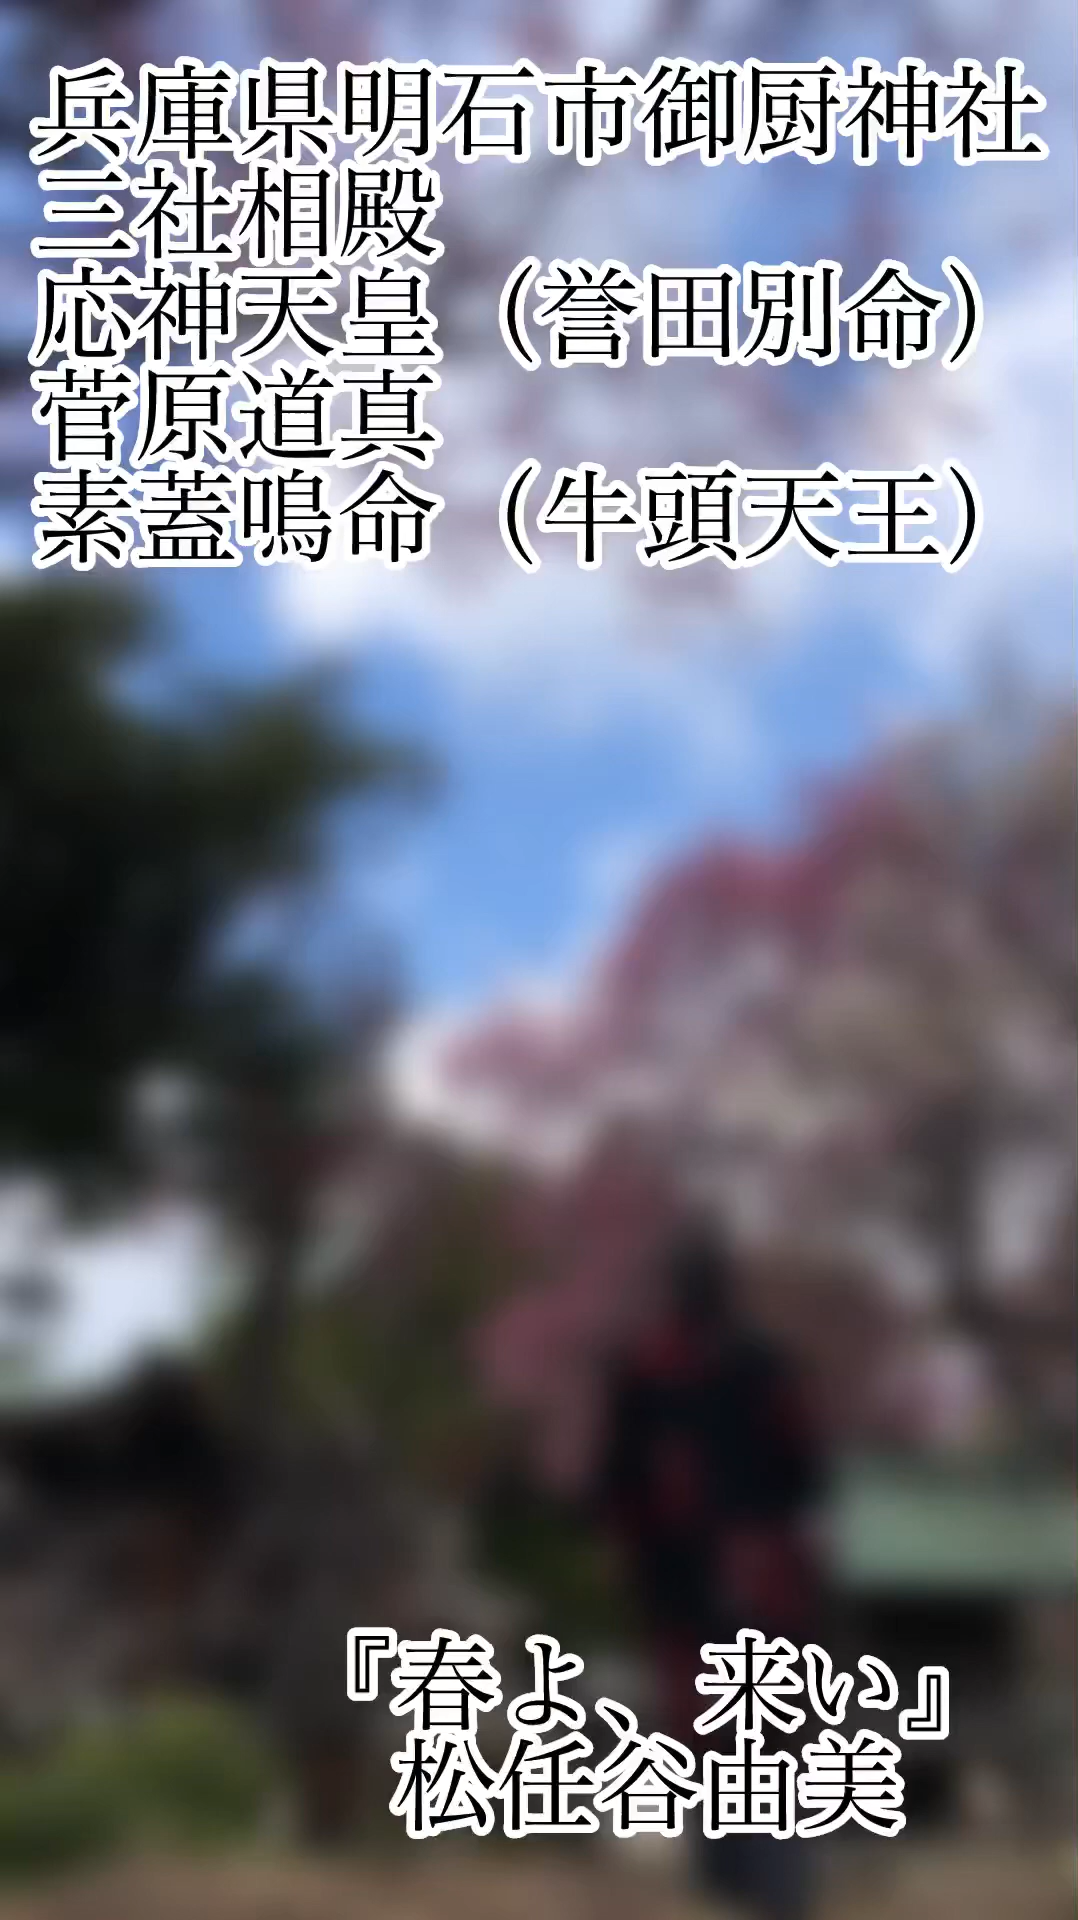 兵庫県明石市御厨神社
三社相殿
応神天皇（誉田別命）
菅原道真
素蓋鳴命（牛頭天王）
『春よ、来い』
松任谷由美